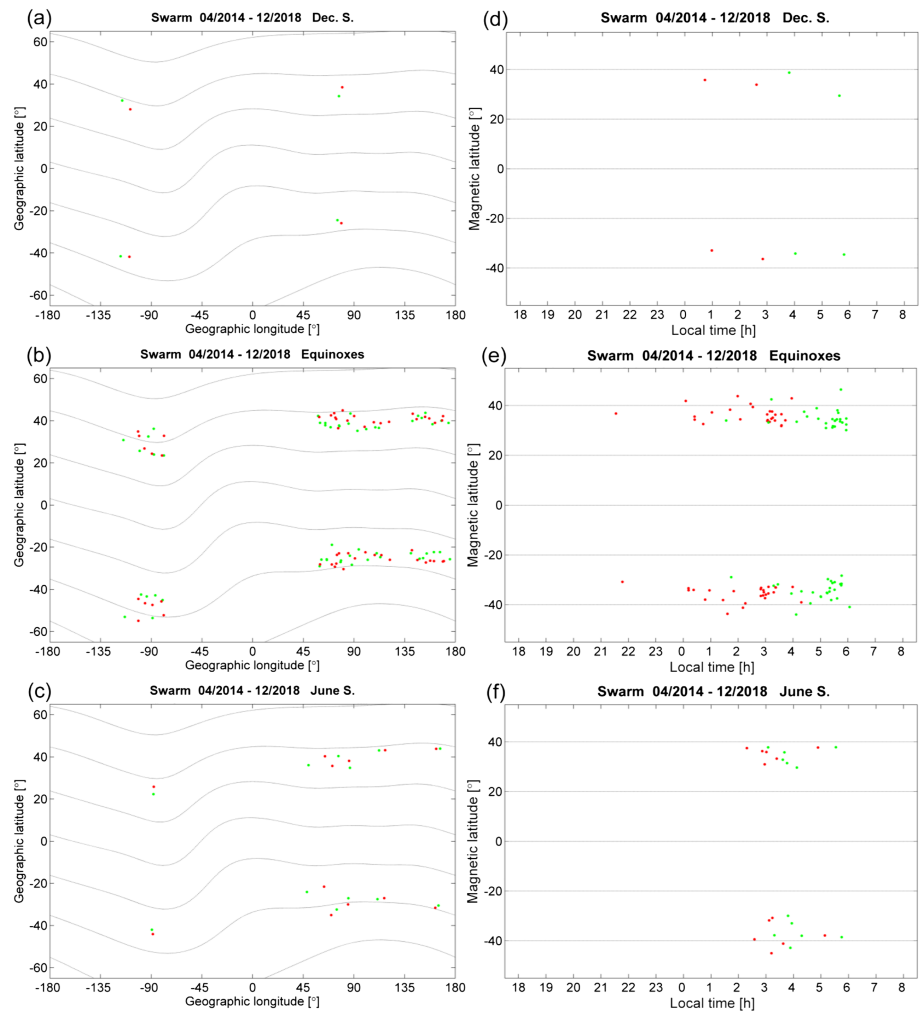 (a)
Swarm 04/2014 - 12/2018 Dec. S.
60
40
20
0
-20
-40
-60
Geographic latitude [°]
-180 -135 -90 -45 0 45 90 135 180
Geographic longitude [°]
(d)
Swarm 04/2014 - 12/2018 Dec. S.
40
20
0
-20
-40
Magnetic latitude [°]
18 19 20 21 22 23 0 1 2 3 4 5 6 7 8
Local time [h]
(b)
Swarm 04/2014 - 12/2018 Equinoxes
60
40
20
0
-20
-40
-60
Geographic latitude [°]
-180 -135 -90 -45 0 45 90 135 180
Geographic longitude [°]
(e)
Swarm 04/2014 - 12/2018 Equinoxes
40
20
0
-20
-40
Magnetic latitude [°]
18 19 20 21 22 23 0 1 2 3 4 5 6 7 8
Local time [h]
(c)
Swarm 04/2014 - 12/2018 June S.
60
40
20
0
-20
-40
-60
Geographic latitude [°]
-180 -135 -90 -45 0 45 90 135 180
Geographic longitude [°]
(f)
Swarm 04/2014 - 12/2018 June S.
40
20
0
-20
-40
Magnetic latitude [°]
18 19 20 21 22 23 0 1 2 3 4 5 6 7 8
Local time [h]